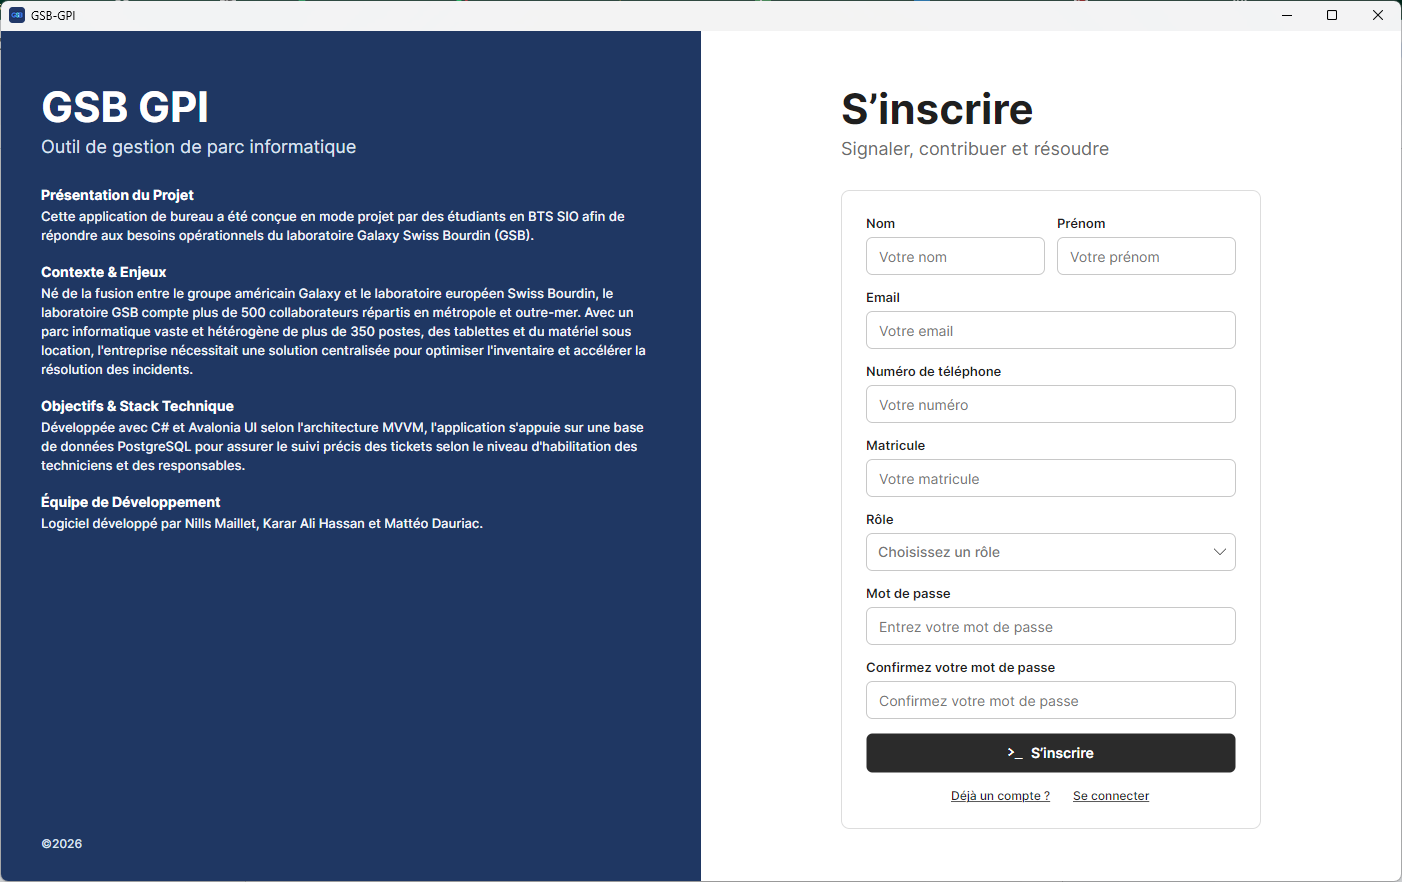 GSB-GPI
GSB GPI
Outil de gestion de parc informatique
Présentation du Projet
Cette application de bureau a été conçue en mode projet par des étudiants en BTS SIO afin de
répondre aux besoins opérationnels du laboratoire Galaxy Swiss Bourdin (GSB).
Contexte & Enjeux
Né de la fusion entre le groupe américain Galaxy et le laboratoire européen Swiss Bourdin, le
laboratoire GSB compte plus de 500 collaborateurs répartis en métropole et outre-mer. Avec un
parc informatique vaste et hétérogène de plus de 350 postes, des tablettes et du matériel sous
location, l'entreprise nécessitait une solution centralisée pour optimiser l'inventaire et accélérer la
résolution des incidents.
Objectifs & Stack Technique
Développée avec C# et Avalonia UI selon l'architecture MVVM, l'application s'appuie sur une base
de données PostgreSQL pour assurer le suivi précis des tickets selon le niveau d'habilitation des
techniciens et des responsables.
Équipe de Développement
Logiciel développé par Nills Maillet, Karar Ali Hassan et Mattéo Dauriac.
©2026
S’inscrire
Signaler, contribuer et résoudre
Nom Prénom
Votre nom Votre prénom
Email
Votre email
Numéro de téléphone
Votre numéro
Matricule
Votre matricule
Rôle
Choisissez un rôle
Mot de passe
Entrez votre mot de passe
Confirmez votre mot de passe
Confirmez votre mot de passe
>_ S’inscrire
Déjà un compte ? Se connecter